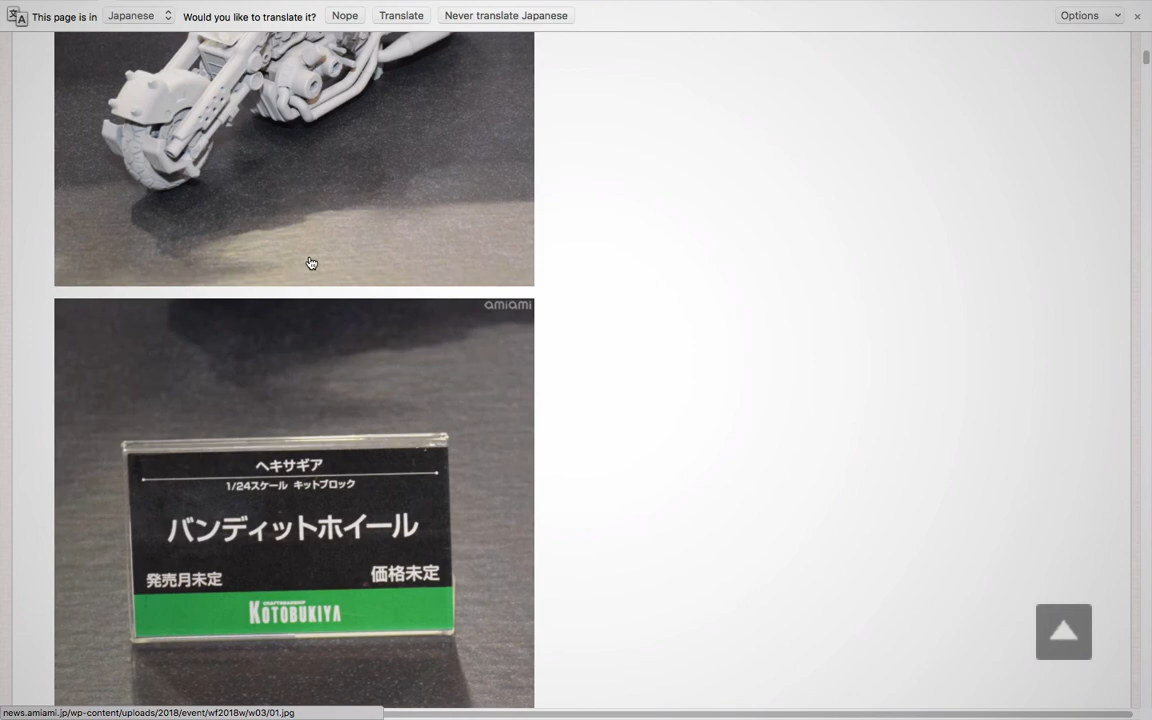 This page is in
Japanese
Would you like to translate it?
Nope
Translate
Never translate Japanese
Options
amiami
ヘキサギア
1/24スケール キットブロック
バンディットホイール
発売月未定
価格未定
CRAFTSMANSHIP
KOTOBUKIYA
news.amiami.jp/wp-content/uploads/2018/event/wf2018w/w03/01.jpg